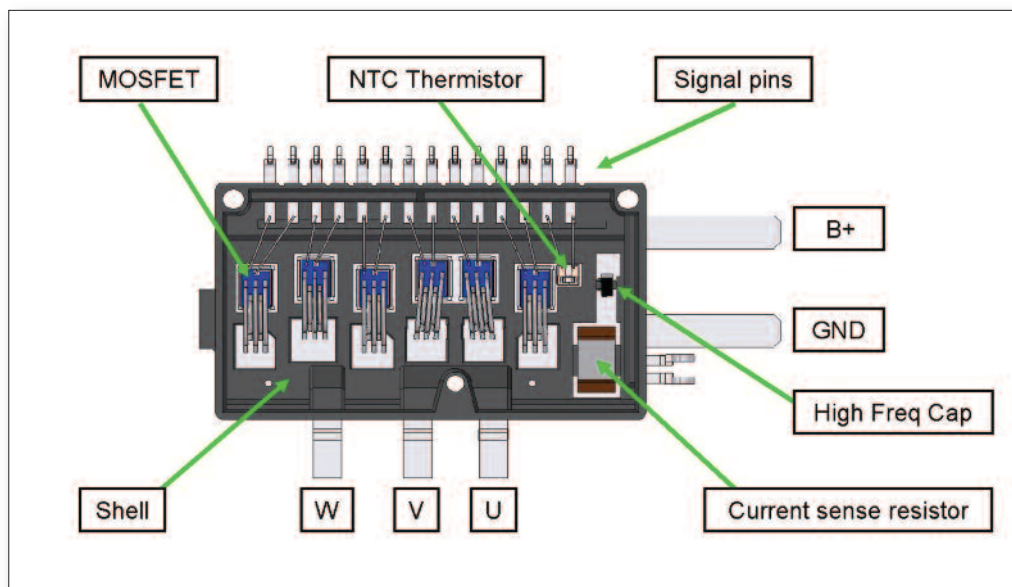 MOSFET
NTC Thermistor
Signal pins
B+
GND
High Freq Cap
Shell
W
V
U
Current sense resistor